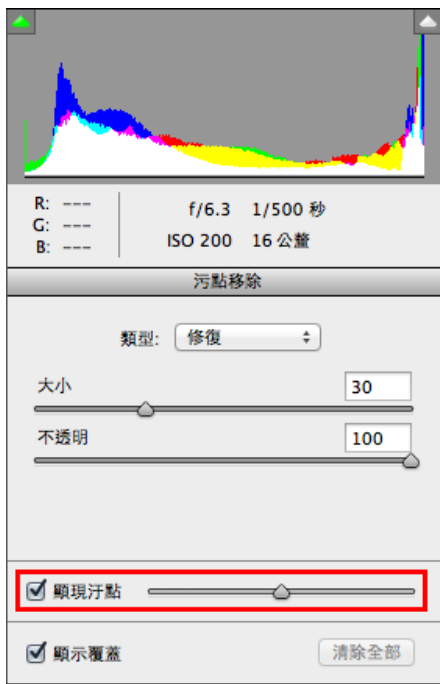 R: ---
G: ---
B: ---
f/6.3 1/500 秒
ISO 200 16 公釐
污點移除
類型: 修復
大小 30
不透明 100
顯現汙點
顯示覆蓋 清除全部